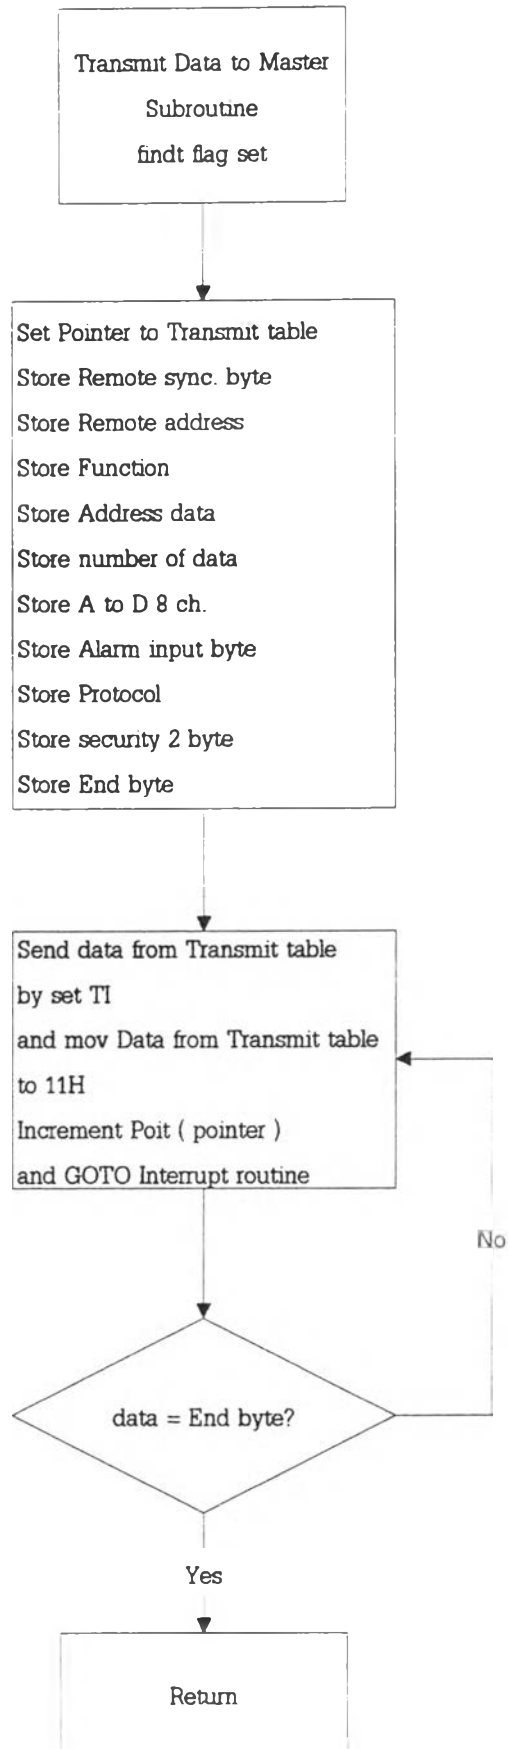 Transmit Data to Master
Subroutine
findt flag set
Set Pointer to Transmit table
Store Remote sync. byte
Store Remote address
Store Function
Store Address data
Store number of data
Store A to D 8 ch.
Store Alarm input byte
Store Protocol
Store security 2 byte
Store End byte
Send data from Transmit table
by set TI
and mov Data from Transmit table
to 11H
Increment Poit ( pointer )
and GOTO Interrupt routine
No
data = End byte?
Yes
Return